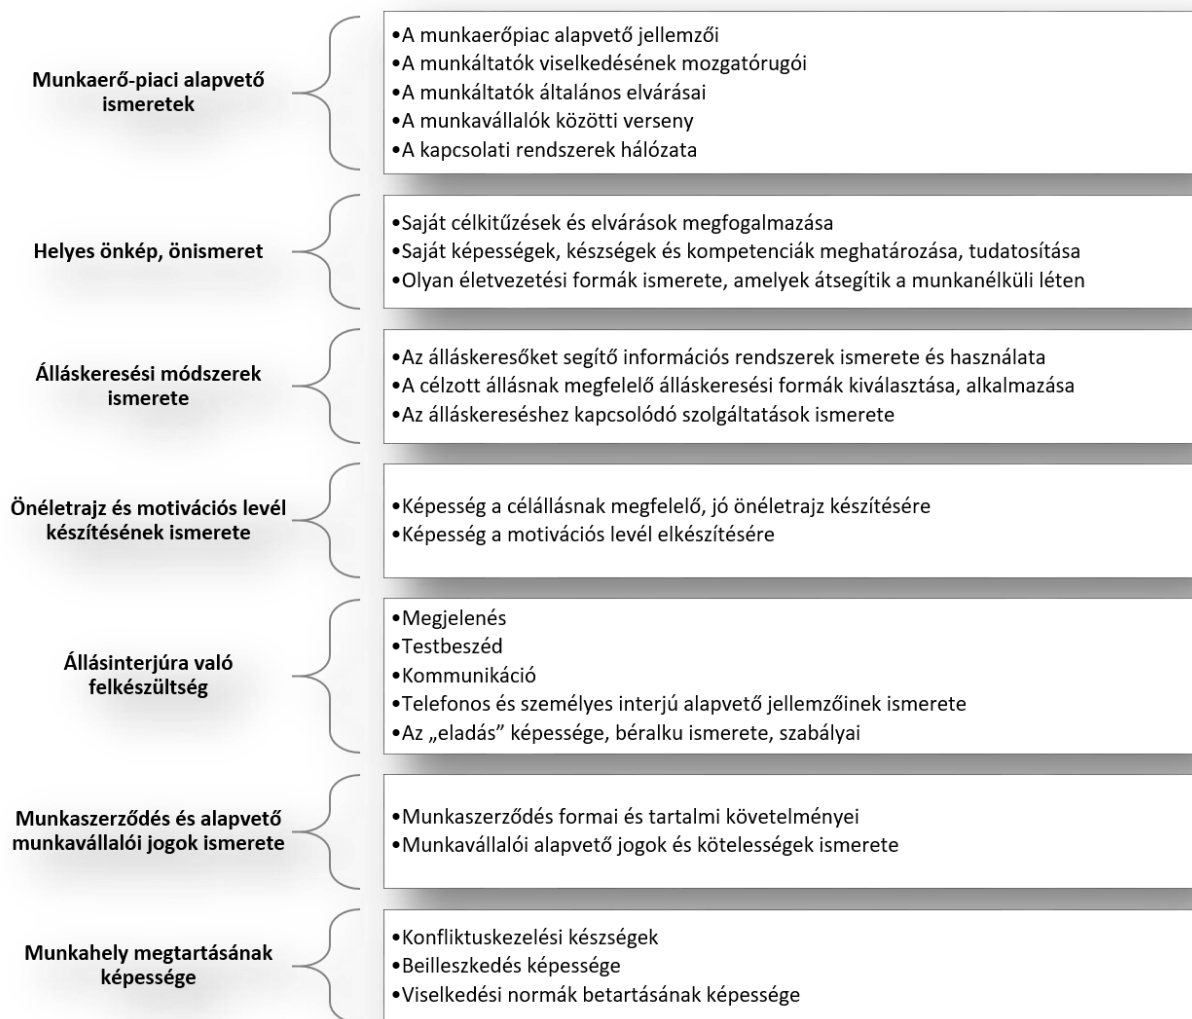 Munkaerő-piaci alapvető
ismeretek
•A munkaerőpiac alapvető jellemzői
•A munkáltatók viselkedésének mozgatórugói
•A munkáltatók általános elvárásai
•A munkavállalók közötti verseny
•A kapcsolati rendszerek hálózata
Helyes önkép, önismeret
•Saját célkitűzések és elvárások megfogalmazása
•Saját képességek, készségek és kompetenciák meghatározása, tudatosítása
•Olyan életvezetési formák ismerete, amelyek átsegítik a munkanélküli léten
Álláskeresési módszerek
ismerete
•Az álláskeresőket segítő információs rendszerek ismerete és használata
•A célzott állásnak megfelelő álláskeresési formák kiválasztása, alkalmazása
•Az álláskereséshez kapcsolódó szolgáltatások ismerete
Önéletrajz és motivációs levél
készítésének ismerete
•Képesség a célállásnak megfelelő, jó önéletrajz készítésére
•Képesség a motivációs levél elkészítésére
Állásinterjúra való
felkészültség
•Megjelenés
•Testbeszéd
•Kommunikáció
•Telefonos és személyes interjú alapvető jellemzőinek ismerete
•Az „eladás” képessége, béralku ismerete, szabályai
Munkaszerződés és alapvető
munkavállalói jogok ismerete
•Munkaszerződés formai és tartalmi követelményei
•Munkavállalói alapvető jogok és kötelességek ismerete
Munkahely megtartásának
képessége
•Konfliktuskezelési készségek
•Beilleszkedés képessége
•Viselkedési normák betartásának képessége